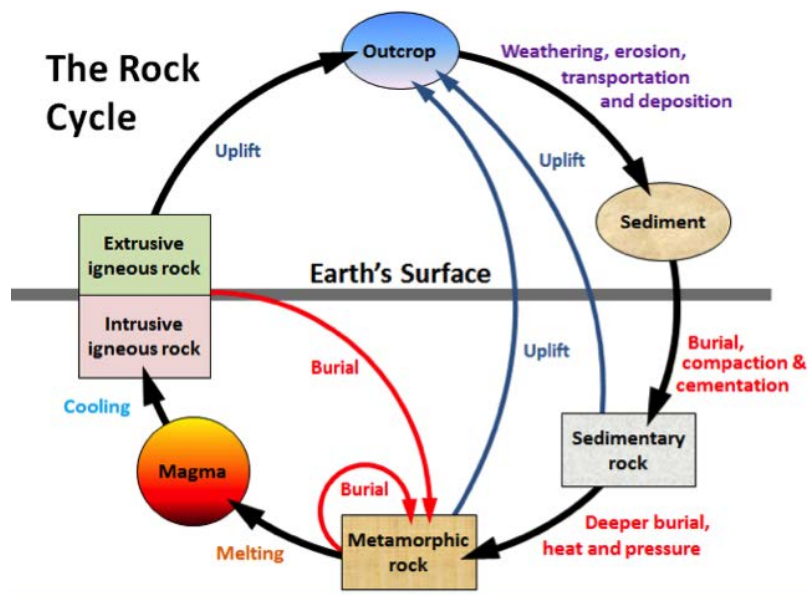 The Rock
Cycle
Outcrop
Weathering, erosion,
transportation
and deposition
Uplift
Uplift
Sediment
Extrusive
igneous rock
Earth's Surface
Intrusive
igneous rock
Burial
Uplift
Burial,
compaction &
cementation
Cooling
Sedimentary
rock
Magma
Burial
Metamorphic
rock
Deeper burial,
heat and pressure
Melting